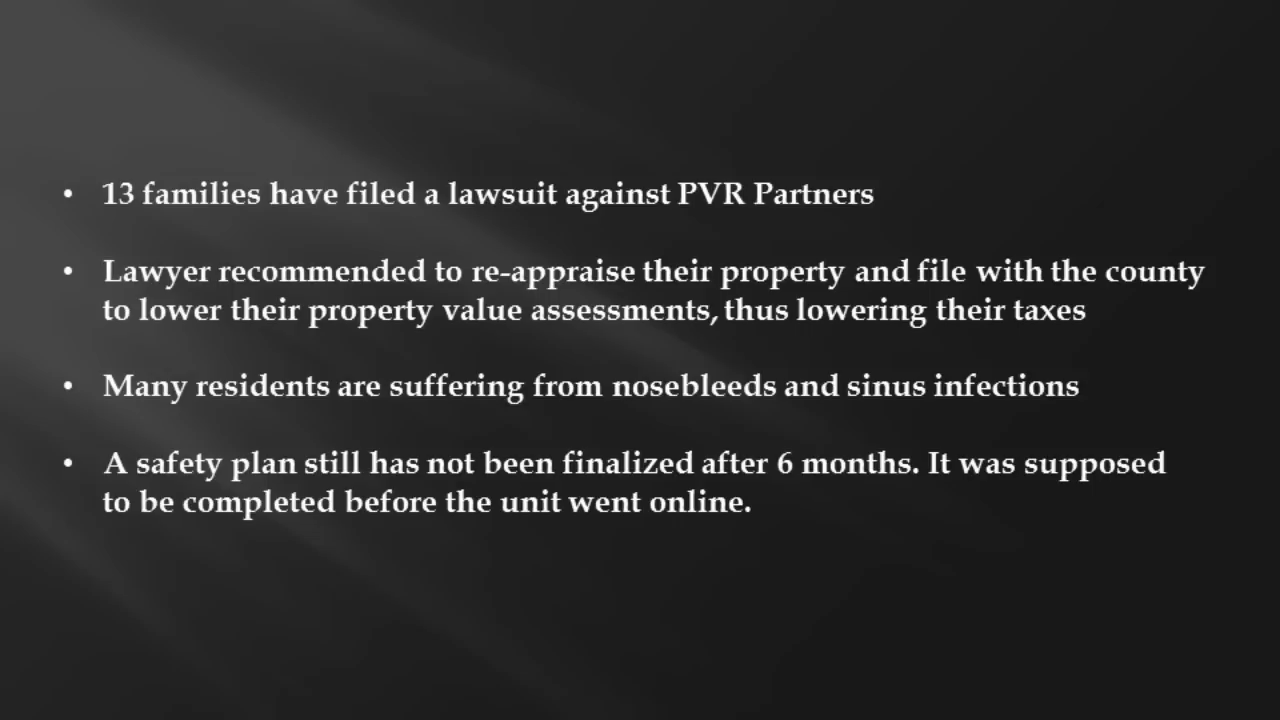 • 13 families have filed a lawsuit against PVR Partners
• Lawyer recommended to re-appraise their property and file with the county
to lower their property value assessments, thus lowering their taxes
• Many residents are suffering from nosebleeds and sinus infections
• A safety plan still has not been finalized after 6 months. It was supposed
to be completed before the unit went online.